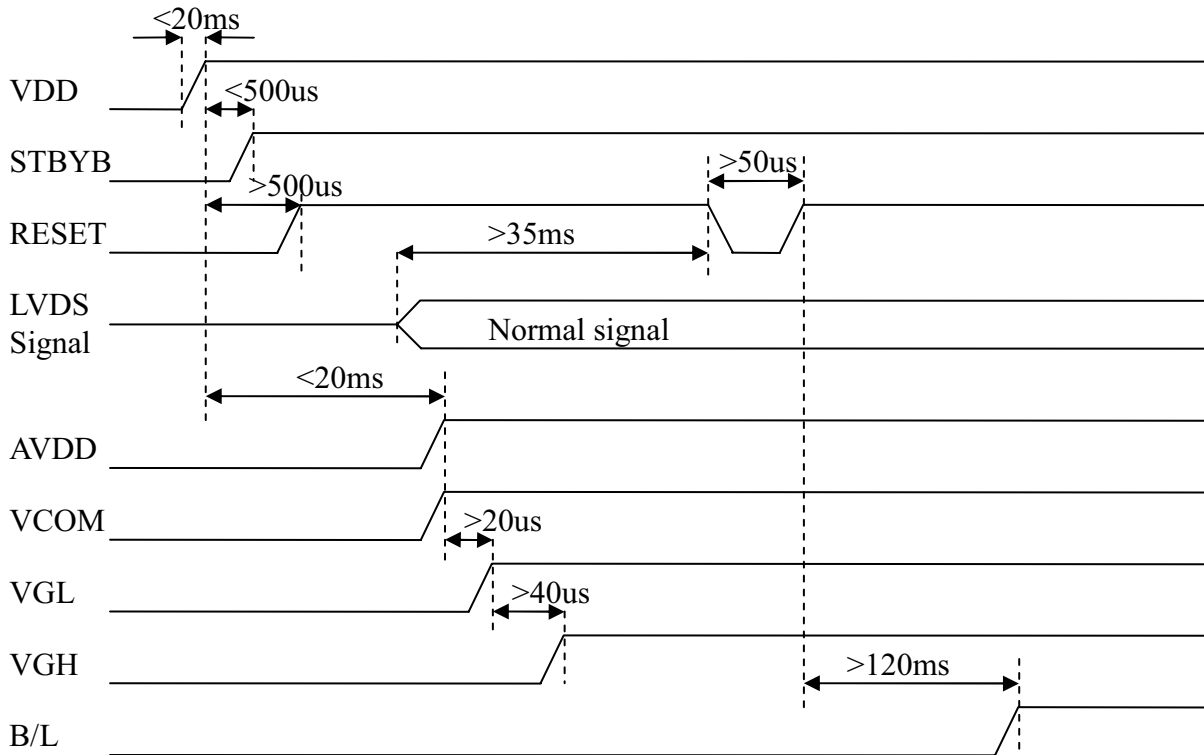 <20ms
VDD
<500us
STBYB
>500us
>50us
RESET
>35ms
LVDS
Signal
Normal signal
<20ms
AVDD
VCOM
>20us
VGL
>40us
VGH
>120ms
B/L